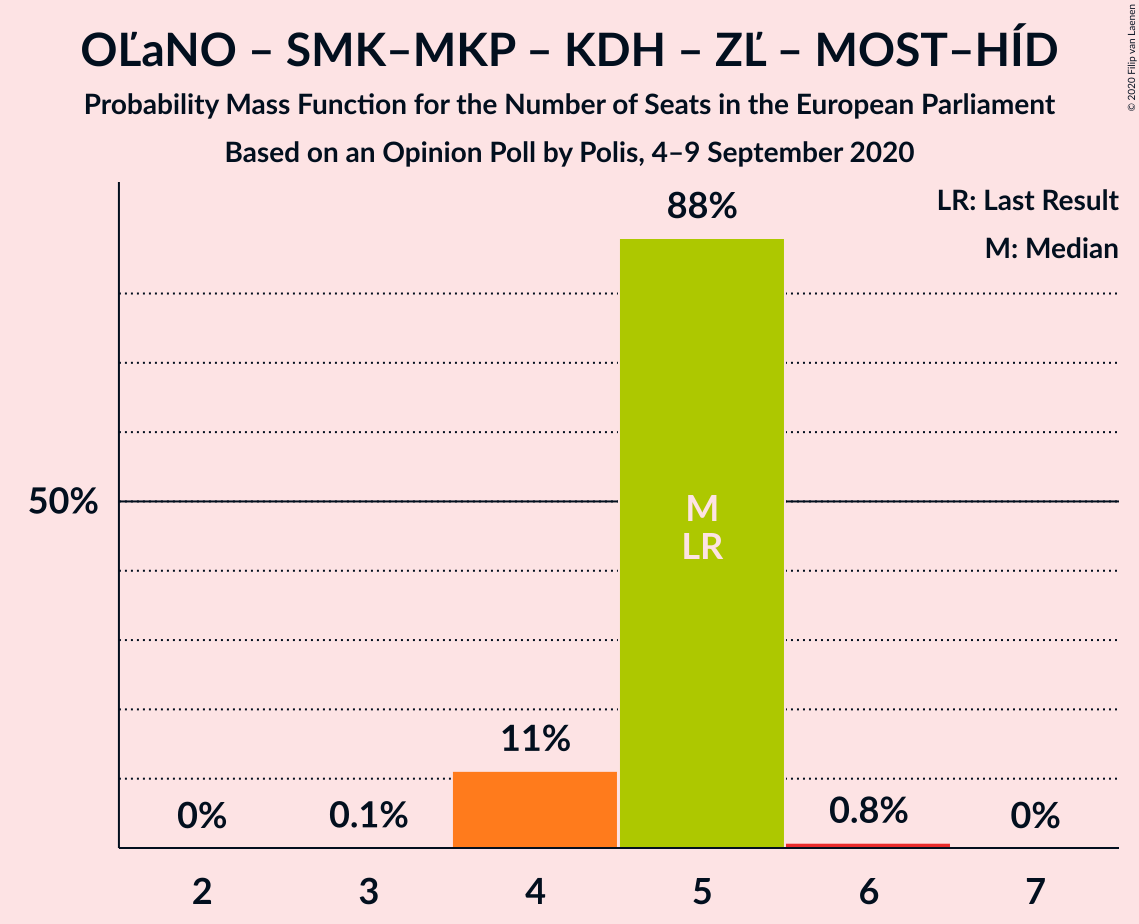 OĽaNO – SMK–MKP – KDH – ZĽ – MOST–HÍD
Probability Mass Function for the Number of Seats in the European Parliament
Based on an Opinion Poll by Polis, 4–9 September 2020
© 2020 Filip van Laenen
LR: Last Result
M: Median
88%
50%
M
LR
11%
0%
0.1%
0.8%
0%
2 3 4 5 6 7